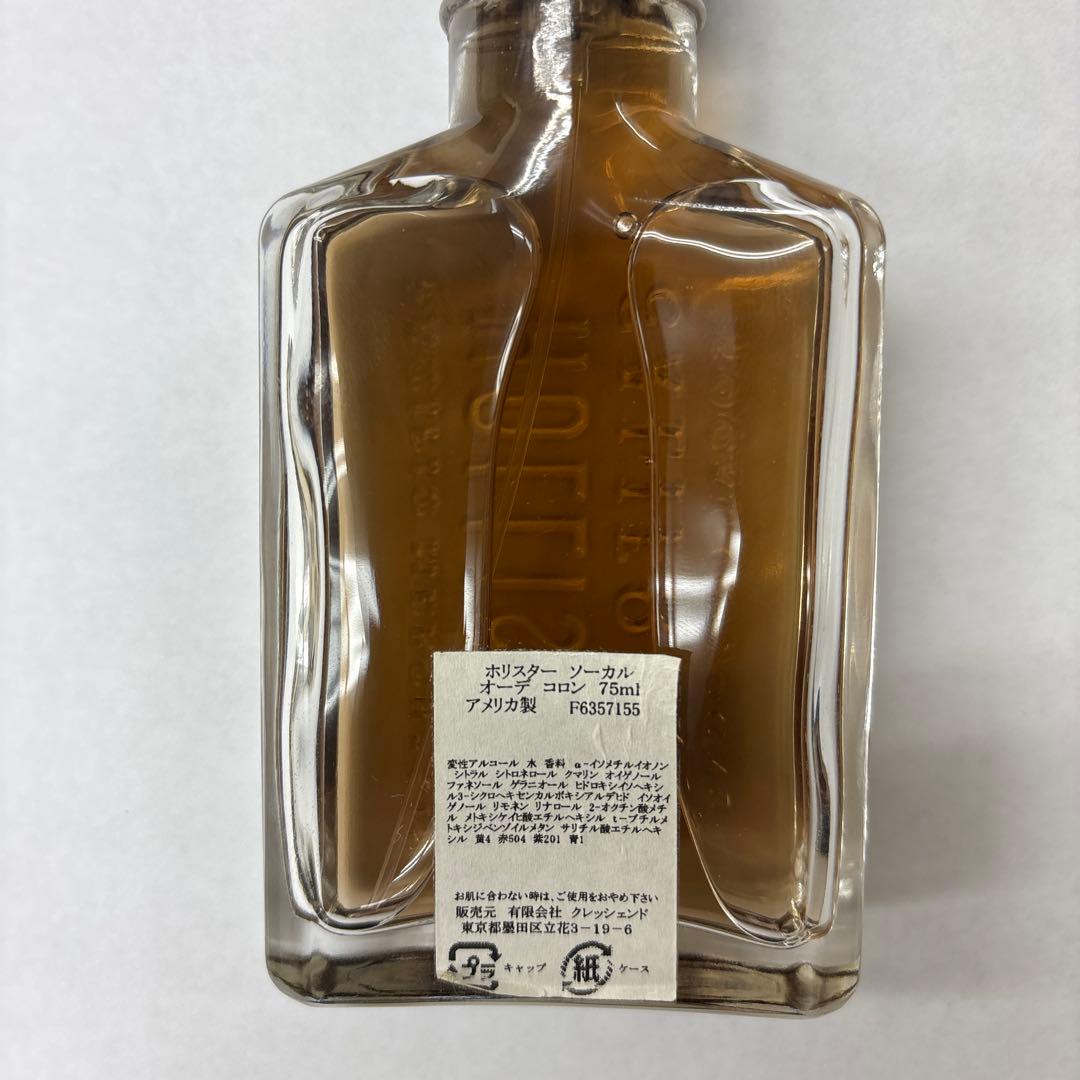 ホリスター ソーカル
オーデ コロン 75ml
アメリカ製 F6357155
変性アルコール 水 香料 α-イソメチルイオノン
シトラル シトロネロール クマリン オイゲノール
ファネソール ゲラニオール ヒドロキシイソヘキシ
ル3-シクロヘキセンカルボキシアルデヒド イソオイ
ゲノール リモネン リナロール 2-オクチン酸メチ
ル メトキシケイヒ酸エチルヘキシル t-ブチルメ
トキシジベンゾイルメタン サリチル酸エチルヘキ
シル 黄4 赤504 紫201 青1
お肌に合わない時は、ご使用をおやめ下さい
販売元 有限会社 クレッシェンド
東京都墨田区立花3-19-6
プラ キャップ 紙 ケース